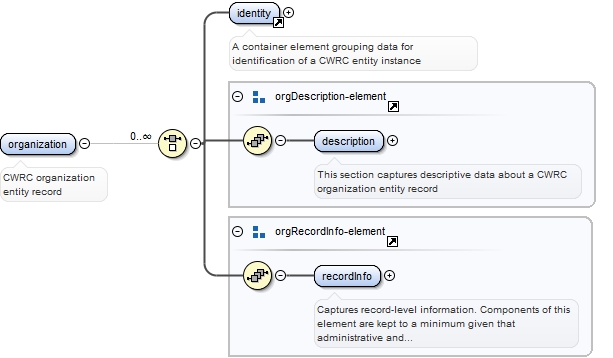 identity
A container element grouping data for
identification of a CWRC entity instance
orgDescription-element
organization
0..∞
description
CWRC organization
entity record
This section captures descriptive data about a CWRC
organization entity record
orgRecordInfo-element
recordInfo
Captures record-level information. Components of this
element are kept to a minimum given that
administrative and...